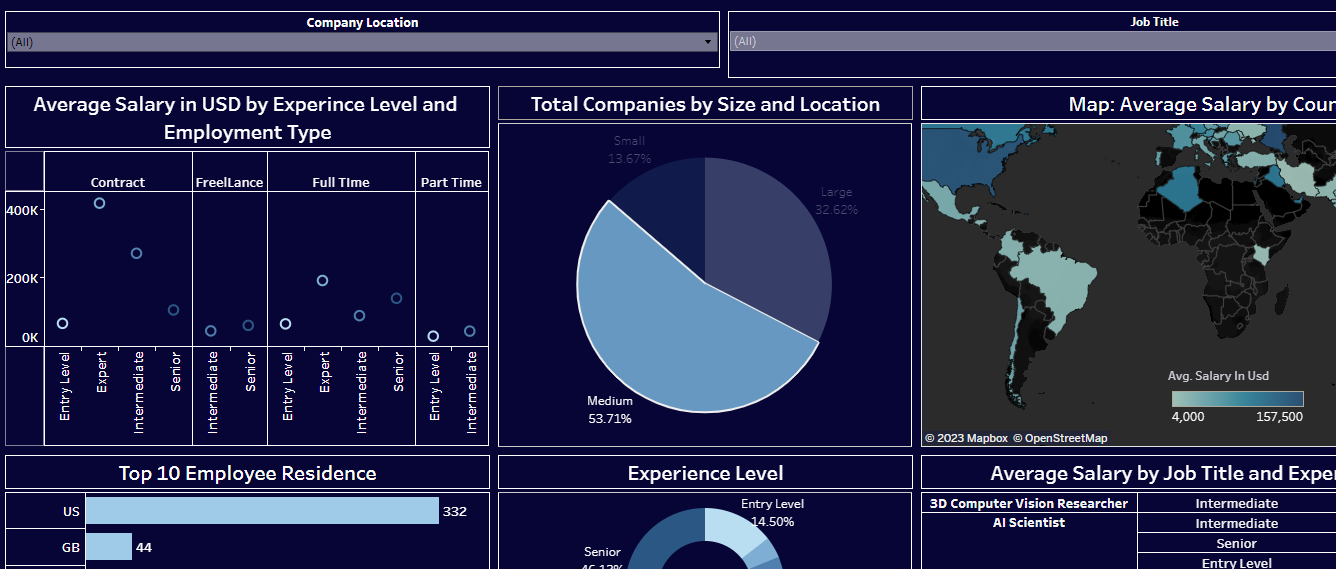 Company Location
(All)
Job Title
(All)
Average Salary in USD by Experince Level and
Employment Type
Contract
FreeLance
Full TIme
Part Time
400K
200K
0K
Entry Level
Expert
Intermediate
Senior
Intermediate
Senior
Entry Level
Expert
Intermediate
Senior
Entry Level
Intermediate
Total Companies by Size and Location
Small
13.67%
Large
32.62%
Medium
53.71%
Map: Average Salary by Coun
Avg. Salary In Usd
4,000
157,500
© 2023 Mapbox © OpenStreetMap
Top 10 Employee Residence
US
332
GB
44
Experience Level
Entry Level
14.50%
Senior
Average Salary by Job Title and Exper
3D Computer Vision Researcher
Intermediate
AI Scientist
Intermediate
Senior
Entry Level